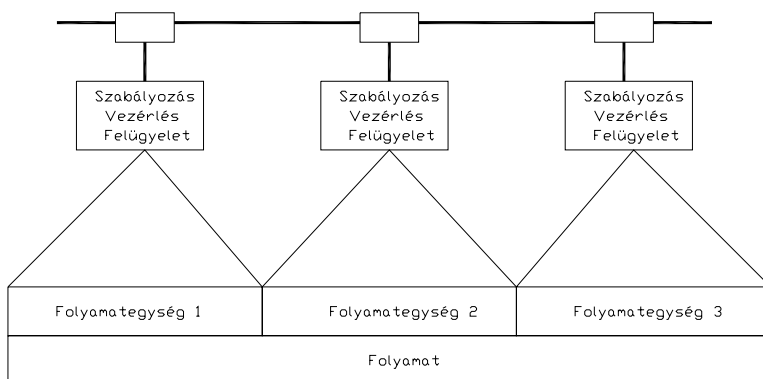 Szabályozás
Vezérlés
Felügyelet
Szabályozás
Vezérlés
Felügyelet
Szabályozás
Vezérlés
Felügyelet
Folyamategység 1
Folyamategység 2
Folyamategység 3
Folyamat